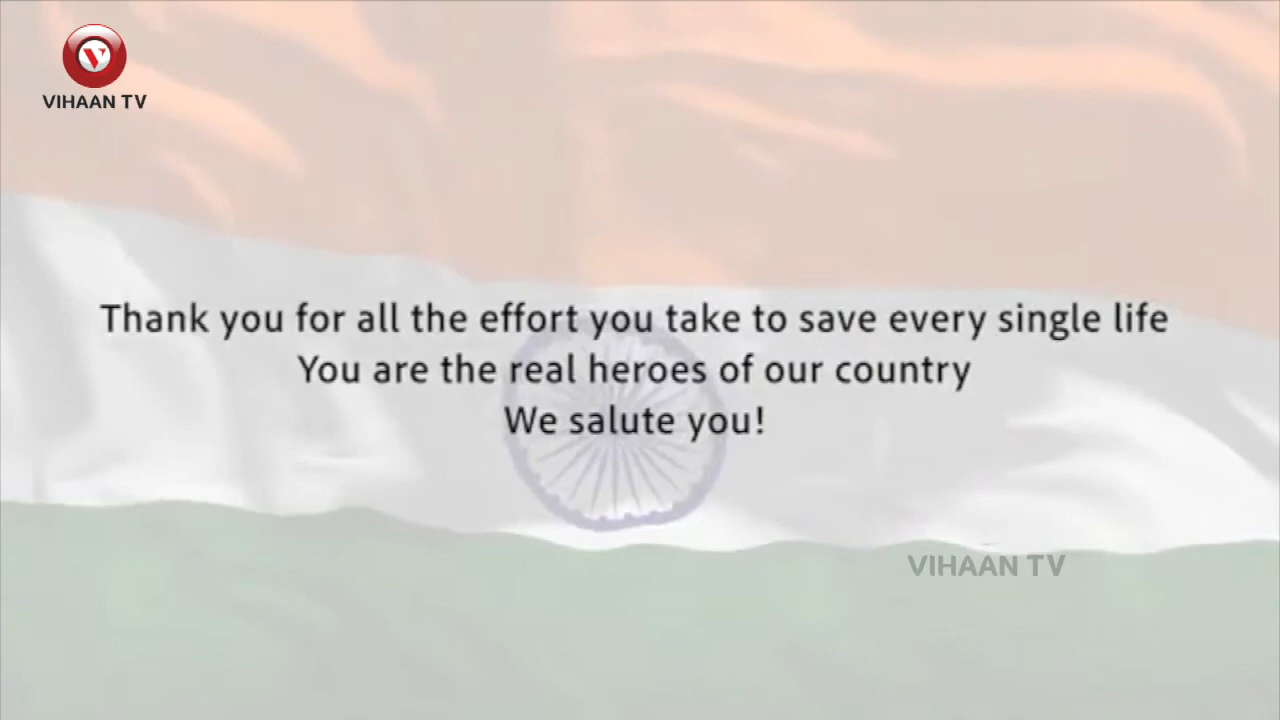 VIHAAN TV
Thank you for all the effort you take to save every single life
You are the real heroes of our country
We salute you!
VIHAAN TV